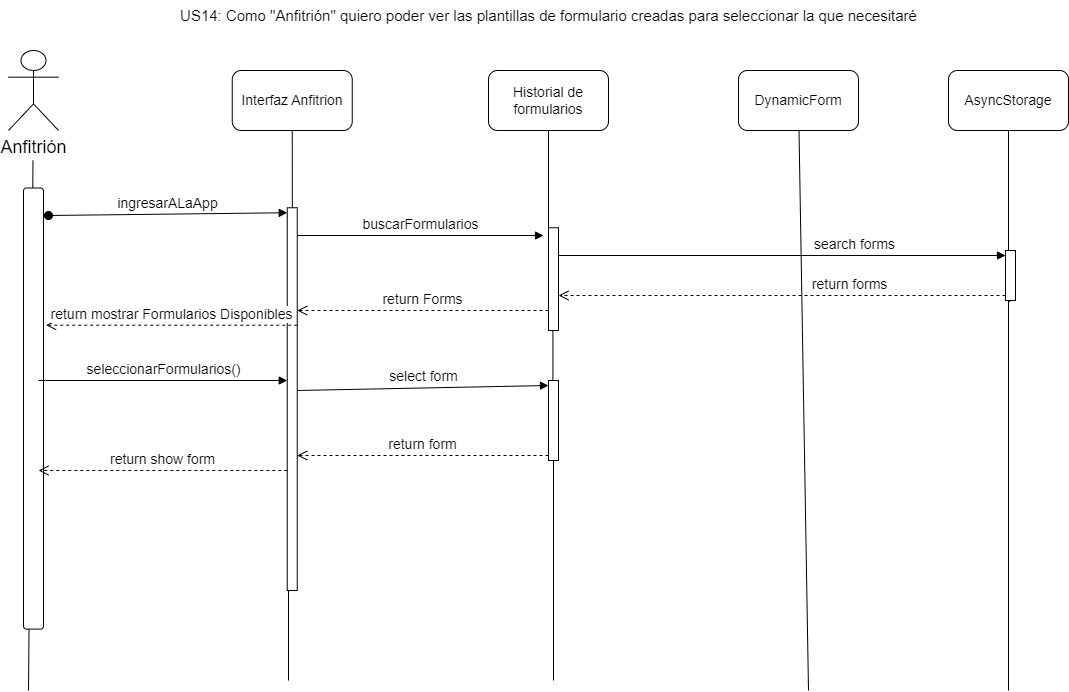 US14: Como "Anfitrión" quiero poder ver las plantillas de formulario creadas para seleccionar la que necesitaré
Anfitrión
Interfaz Anfitrion
Historial de
formularios
DynamicForm
AsyncStorage
ingresarALaApp
buscarFormularios
search forms
return forms
return Forms
return mostrar Formularios Disponibles
seleccionarFormularios()
select form
return form
return show form